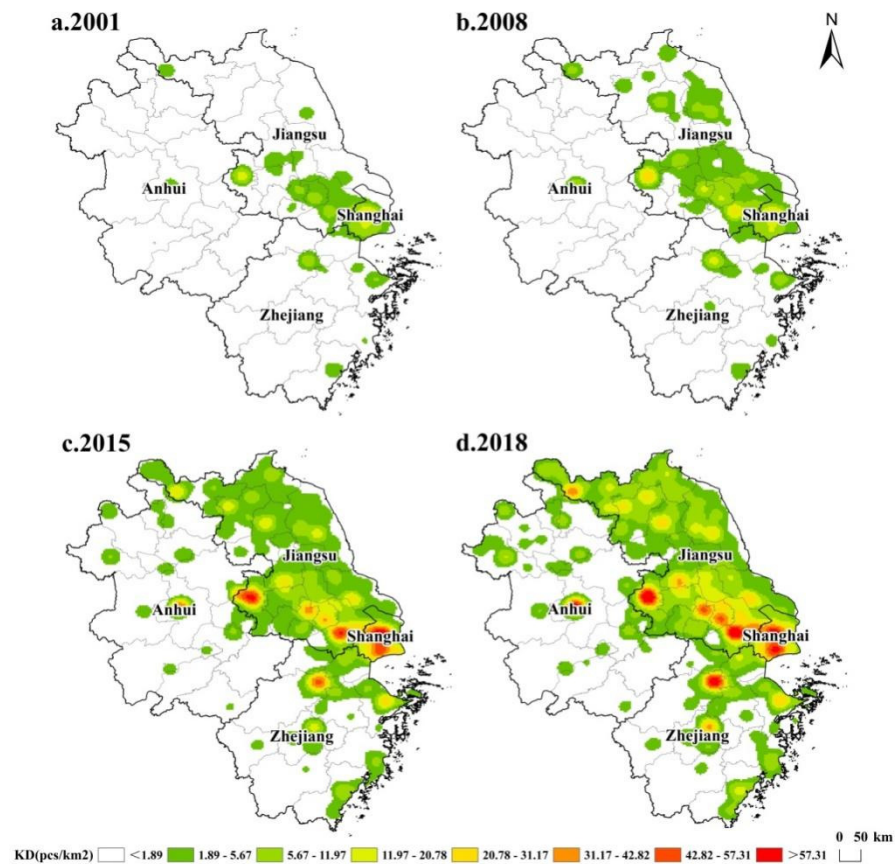 a.2001
b.2008
N
Jiangsu
Anhui
Shanghai
Zhejiang
Jiangsu
Anhui
Shanghai
Zhejiang
c.2015
d.2018
Jiangsu
Anhui
Shanghai
Zhejiang
Jiangsu
Anhui
Shanghai
Zhejiang
KD(pcs/km2) <1.89 1.89 - 5.67 5.67 - 11.97 11.97 - 20.78 20.78 - 31.17 31.17 - 42.82 42.82 - 57.31 >57.31 0 50 km